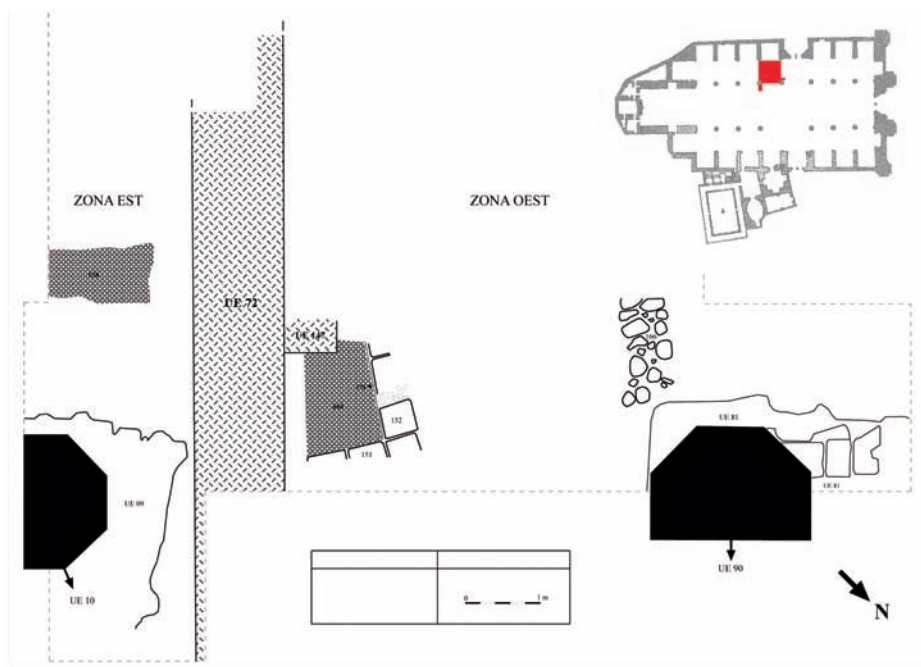 ZONA EST
ZONA OEST
UE 72
UE 147
152
151
UE 81
UE 81
UE 09
UE 10
UE 90
0 1 m
N